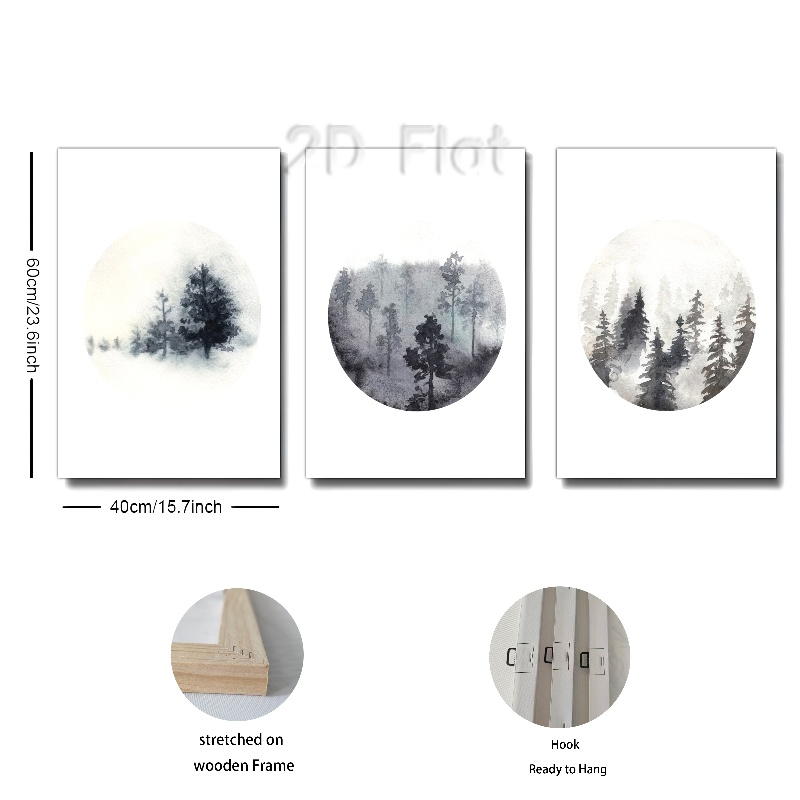 2D Flat
60cm/23.6inch
40cm/15.7inch
stretched on
wooden Frame
Hook
Ready to Hang